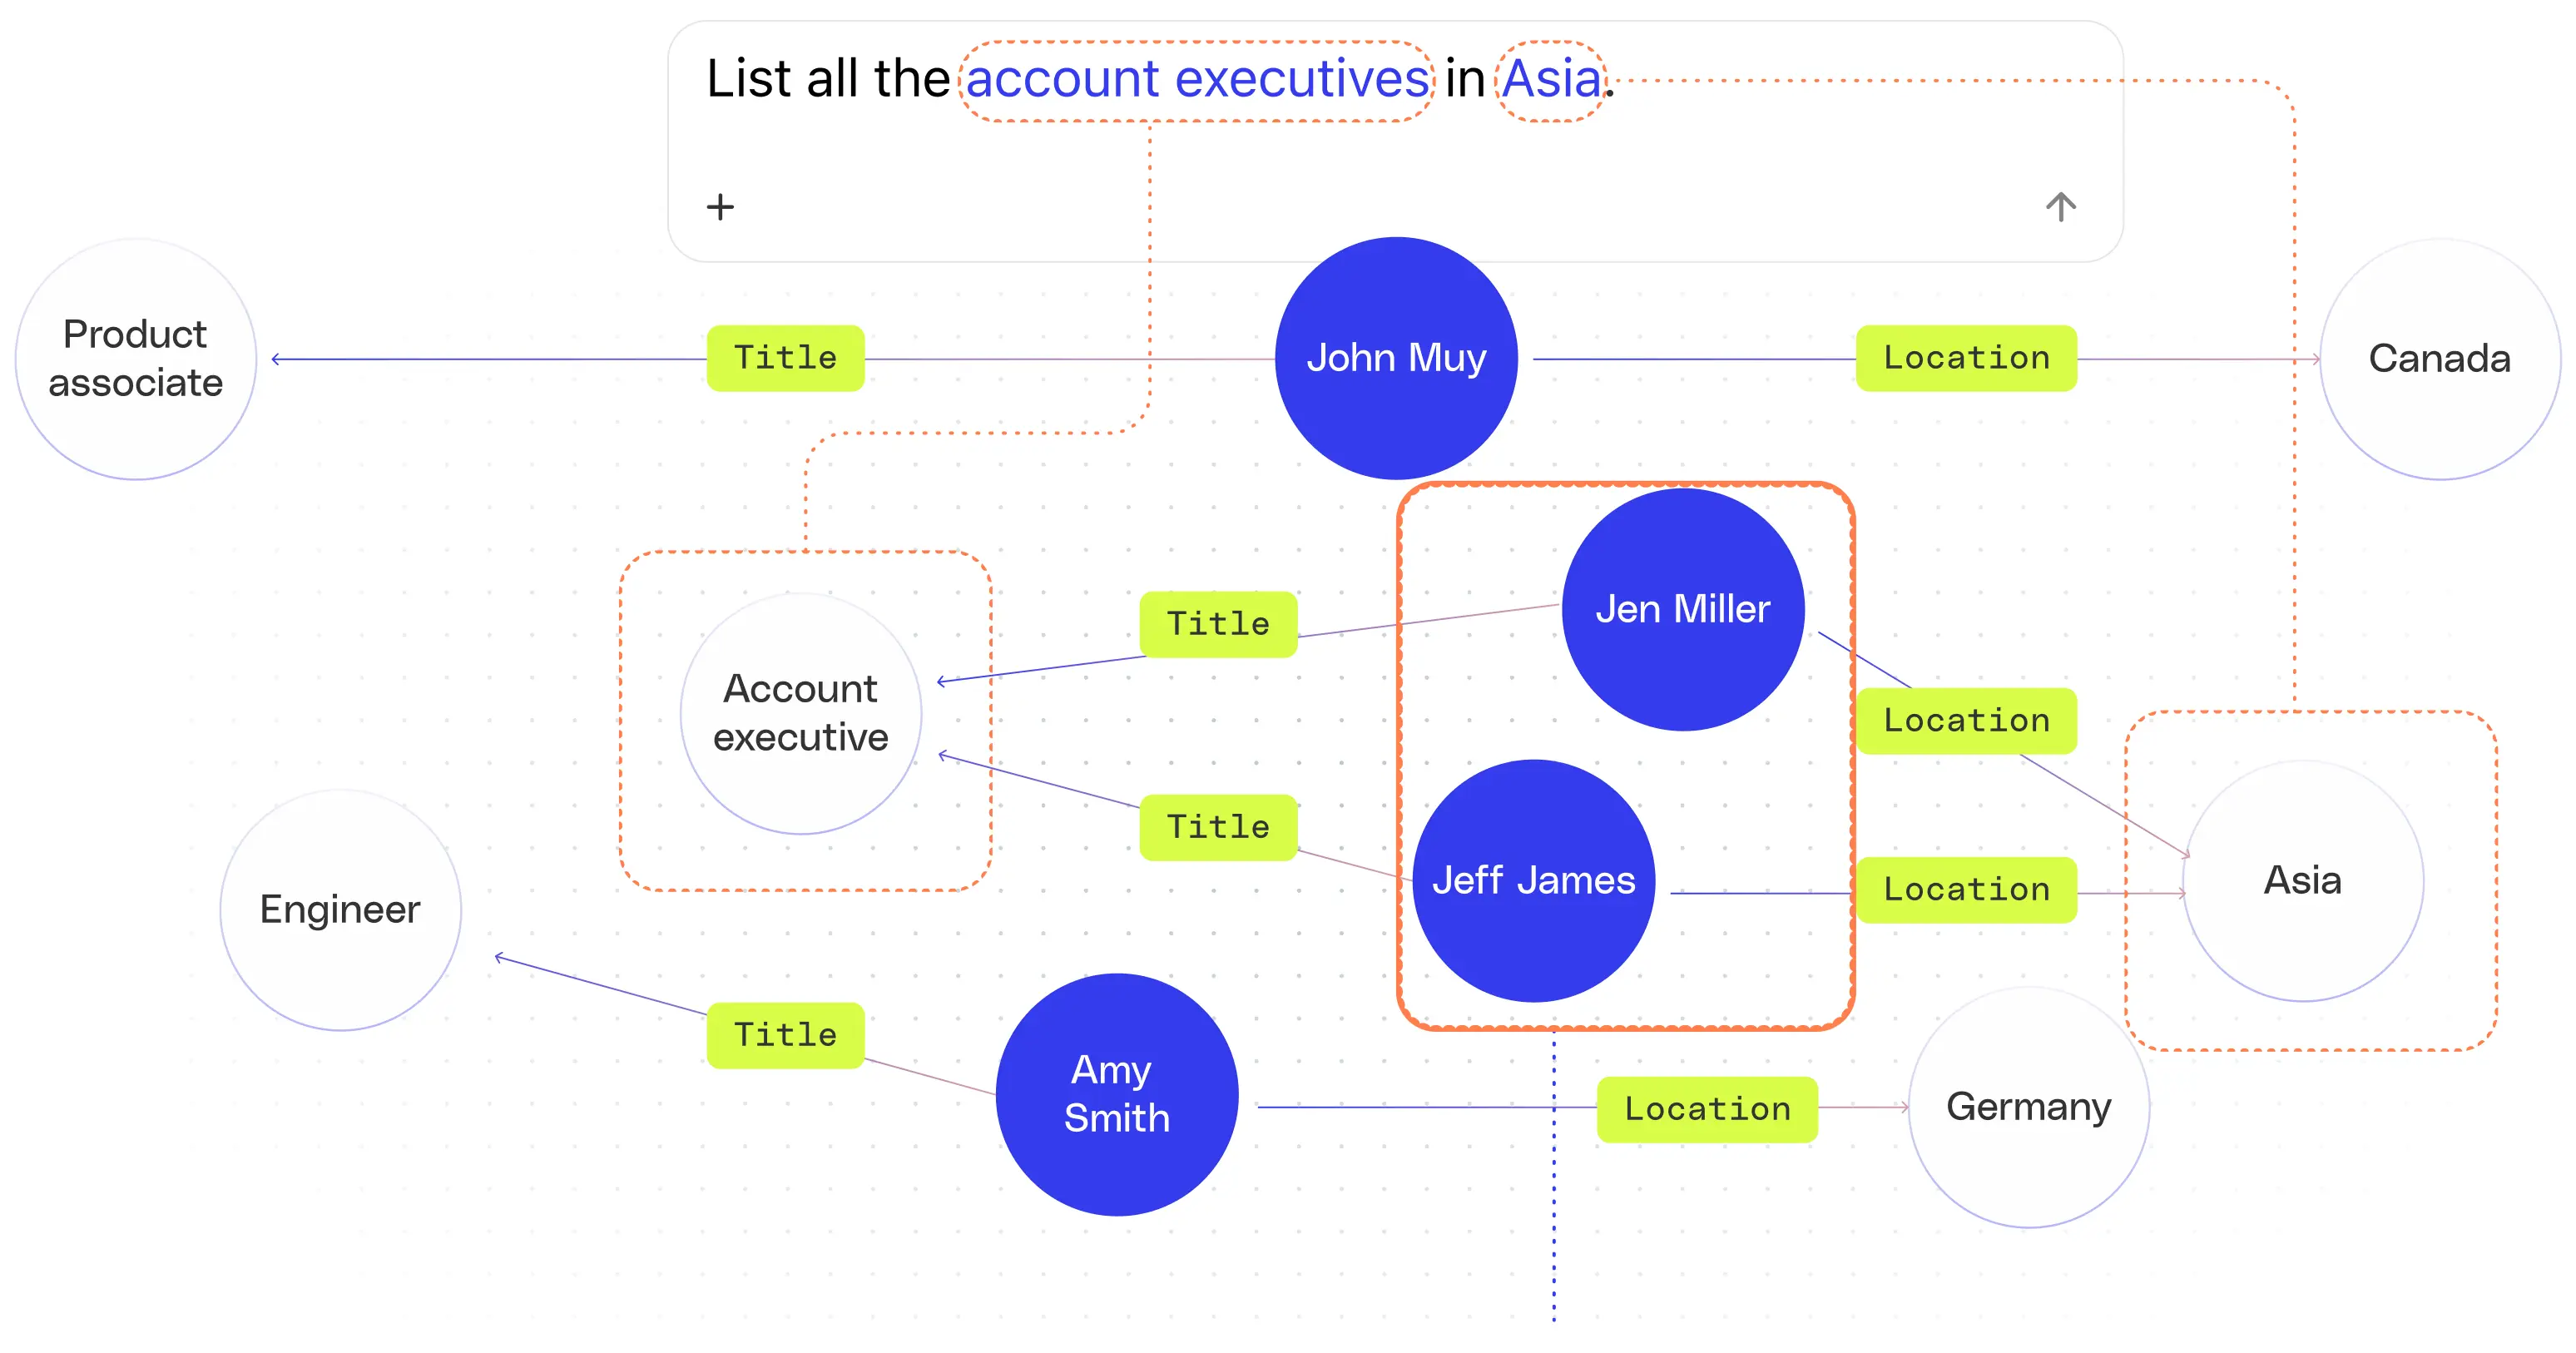 List all the account executives in Asia.
+
Product
associate
Title
John Muy
Location
Canada
Jen Miller
Title
Account
executive
Location
Title
Jeff James
Location
Asia
Engineer
Title
Amy
Smith
Location
Germany